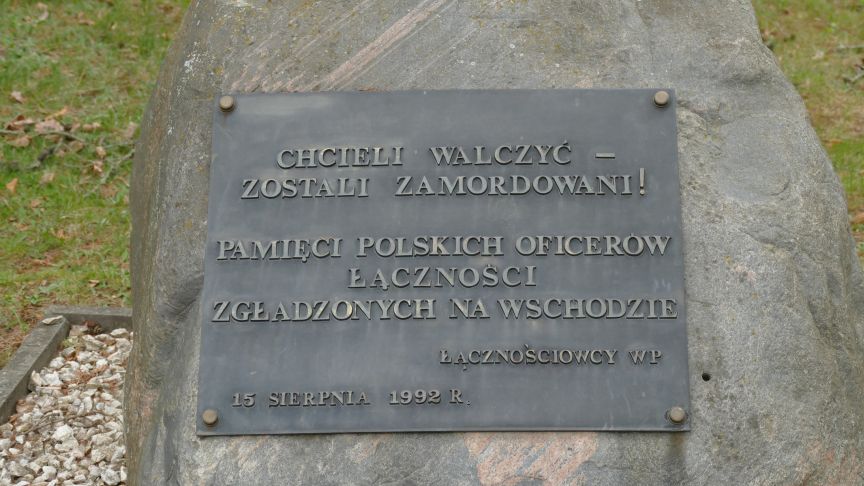 CHCIELI WALCZYĆ –
ZOSTALI ZAMORDOWANI!
PAMIĘCI POLSKICH OFICERÓW
ŁĄCZNOŚCI
ZGŁADZONYCH NA WSCHODZIE
ŁĄCZNOŚCIOWCY WP
15 SIERPNIA 1992 R.